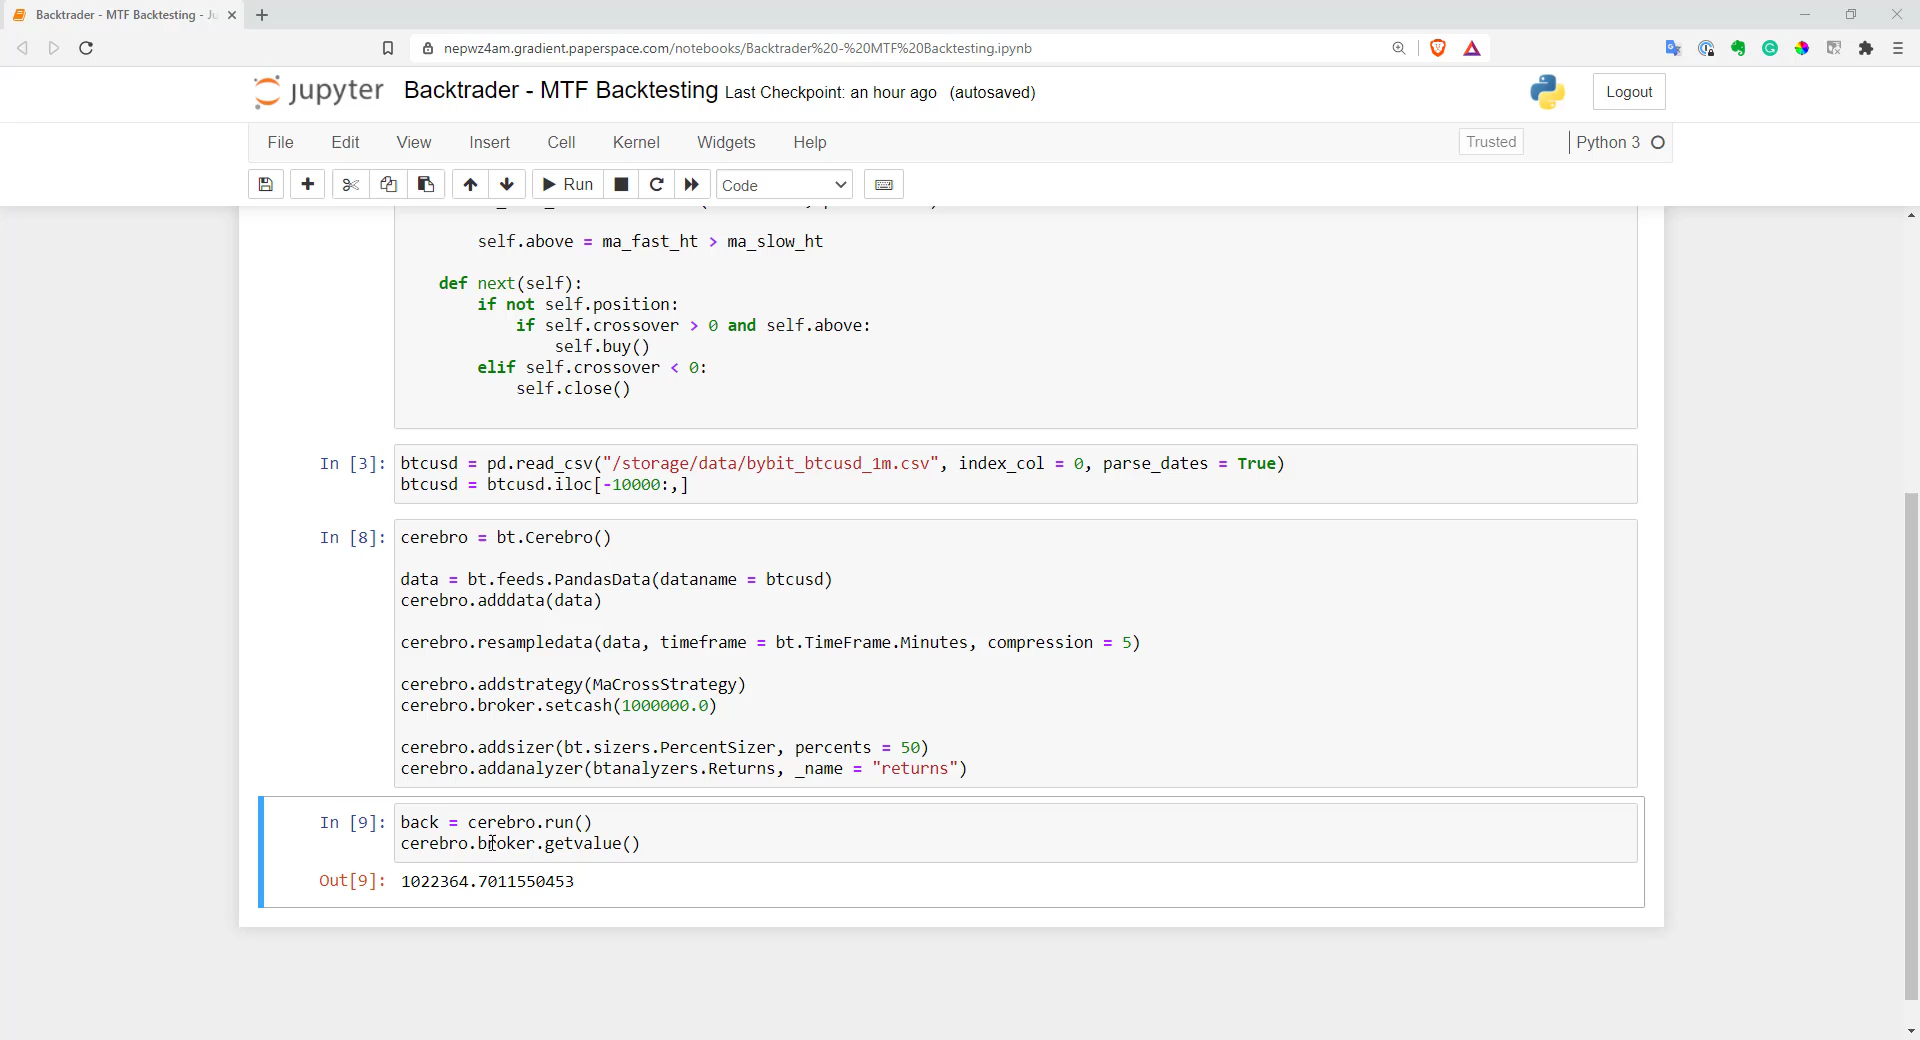 Backtrader - MTF Backtesting - Ju
nepwz4am.gradient.paperspace.com/notebooks/Backtrader%20-%20MTF%20Backtesting.ipynb
jupyter Backtrader - MTF Backtesting Last Checkpoint: an hour ago (autosaved)
Logout
File Edit View Insert Cell Kernel Widgets Help
Trusted Python 3
Run Code
self.above = ma_fast_ht > ma_slow_ht
def next(self):
if not self.position:
if self.crossover > 0 and self.above:
self.buy()
elif self.crossover < 0:
self.close()
In [3]: btcusd = pd.read_csv("/storage/data/bybit_btcusd_1m.csv", index_col = 0, parse_dates = True)
btcusd = btcusd.iloc[-10000:,]
In [8]: cerebro = bt.Cerebro()
data = bt.feeds.PandasData(dataname = btcusd)
cerebro.adddata(data)
cerebro.resampledata(data, timeframe = bt.TimeFrame.Minutes, compression = 5)
cerebro.addstrategy(MaCrossStrategy)
cerebro.broker.setcash(1000000.0)
cerebro.addsizer(bt.sizers.PercentSizer, percents = 50)
cerebro.addanalyzer(btanalyzers.Returns, _name = "returns")
In [9]: back = cerebro.run()
cerebro.broker.getvalue()
Out[9]: 1022364.7011550453